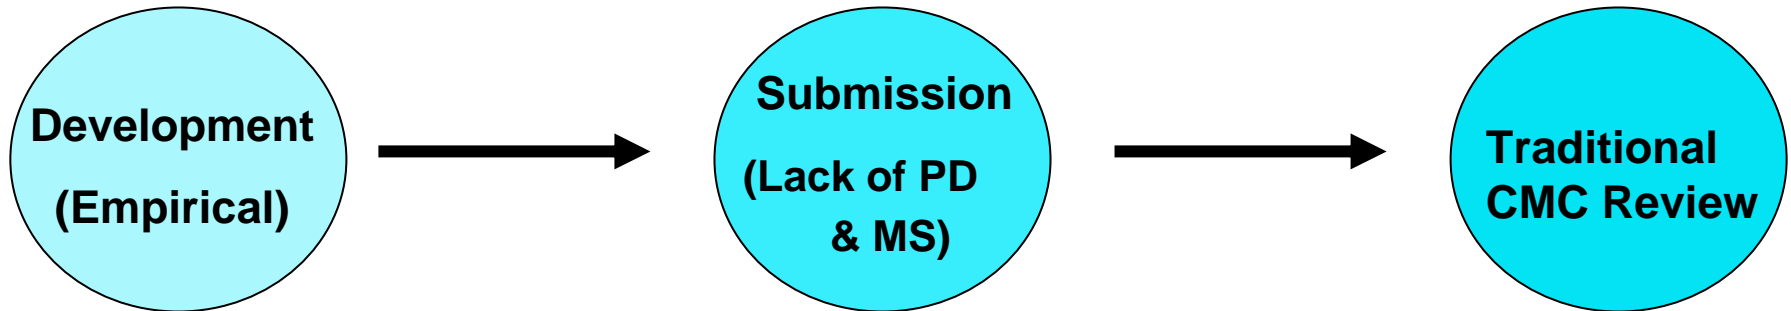 Development
(Empirical)
Submission
(Lack of PD
& MS)
Traditional
CMC Review